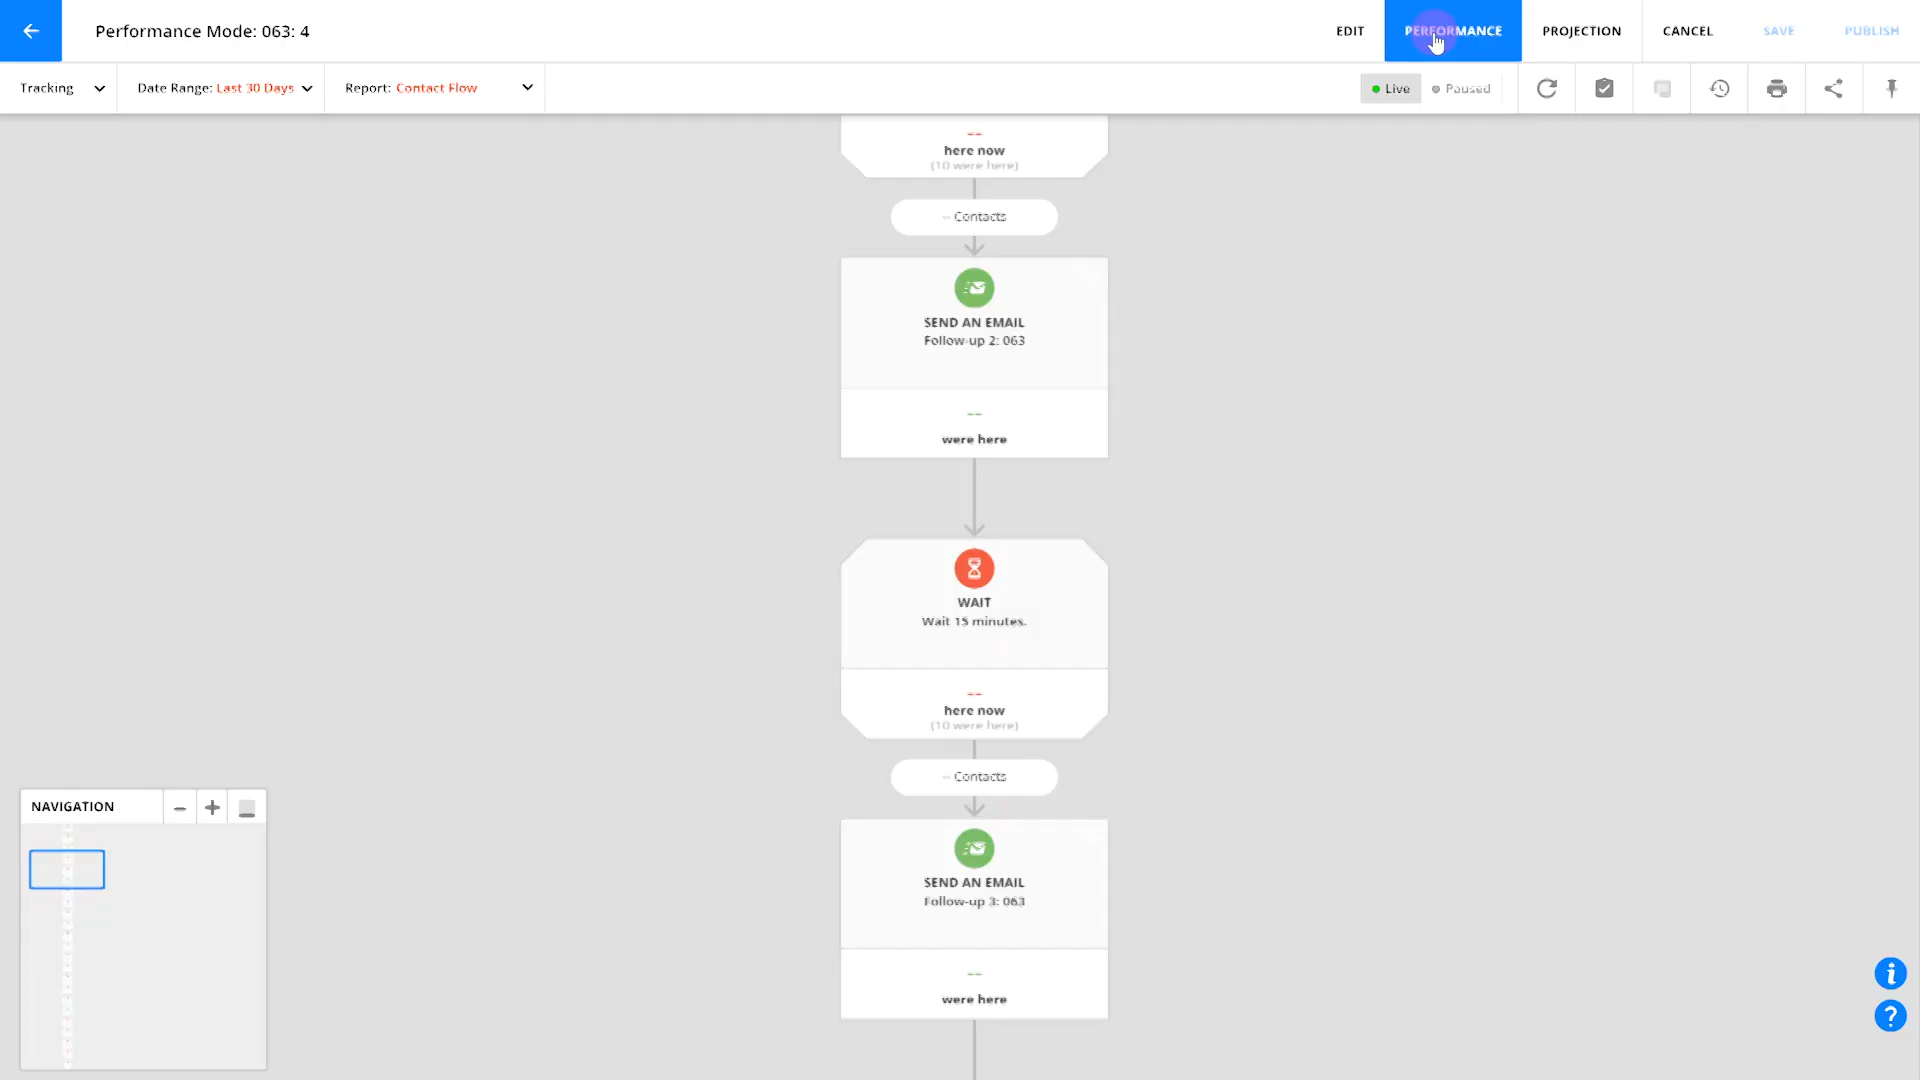 Performance Mode: 063: 4
EDIT
PERFORMANCE
PROJECTION
CANCEL
SAVE
PUBLISH
Tracking
Date Range: Last 30 Days
Report: Contact Flow
Live
Paused
--
here now
(10 were here)
-- Contacts
SEND AN EMAIL
Follow-up 2: 063
--
were here
WAIT
Wait 15 minutes.
--
here now
(10 were here)
-- Contacts
SEND AN EMAIL
Follow-up 3: 063
--
were here
NAVIGATION